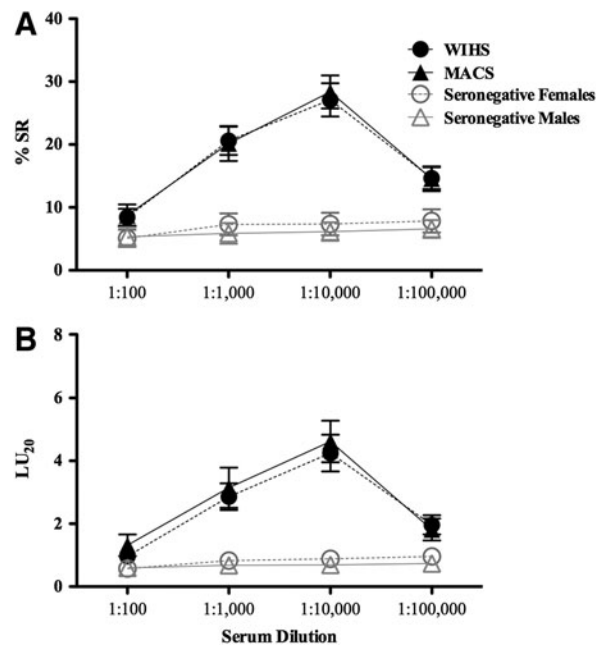 A
% SR
40
30
20
10
0
WIHS
MACS
Seronegative Females
Seronegative Males
1:100 1:1,000 1:10,000 1:100,000
B
LU20
8
6
4
2
0
1:100 1:1,000 1:10,000 1:100,000
Serum Dilution